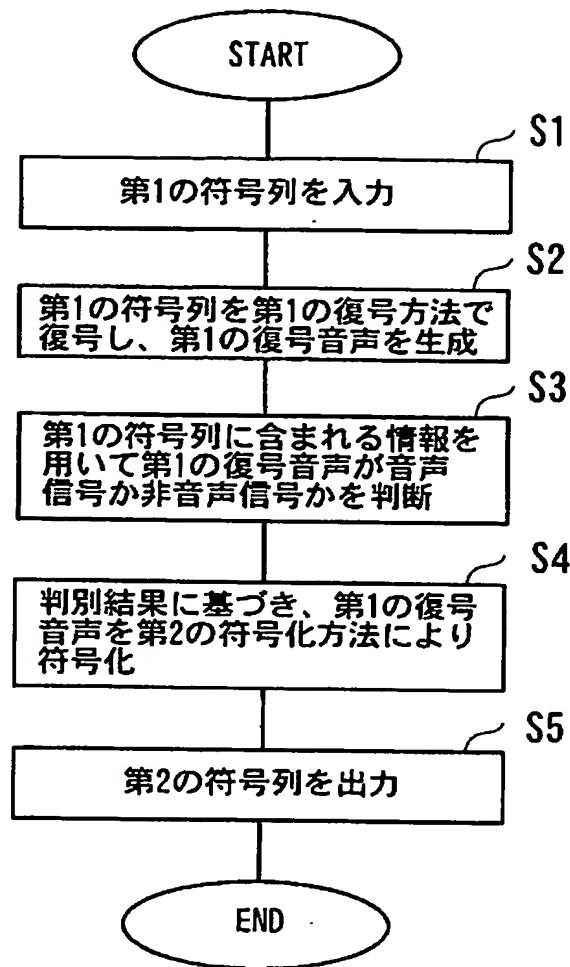 START
S1
第1の符号列を入力
S2
第1の符号列を第1の復号方法で
復号し、第1の復号音声を生成
S3
第1の符号列に含まれる情報を
用いて第1の復号音声が音声
信号か非音声信号かを判断
S4
判別結果に基づき、第1の復号
音声を第2の符号化方法により
符号化
S5
第2の符号列を出力
END